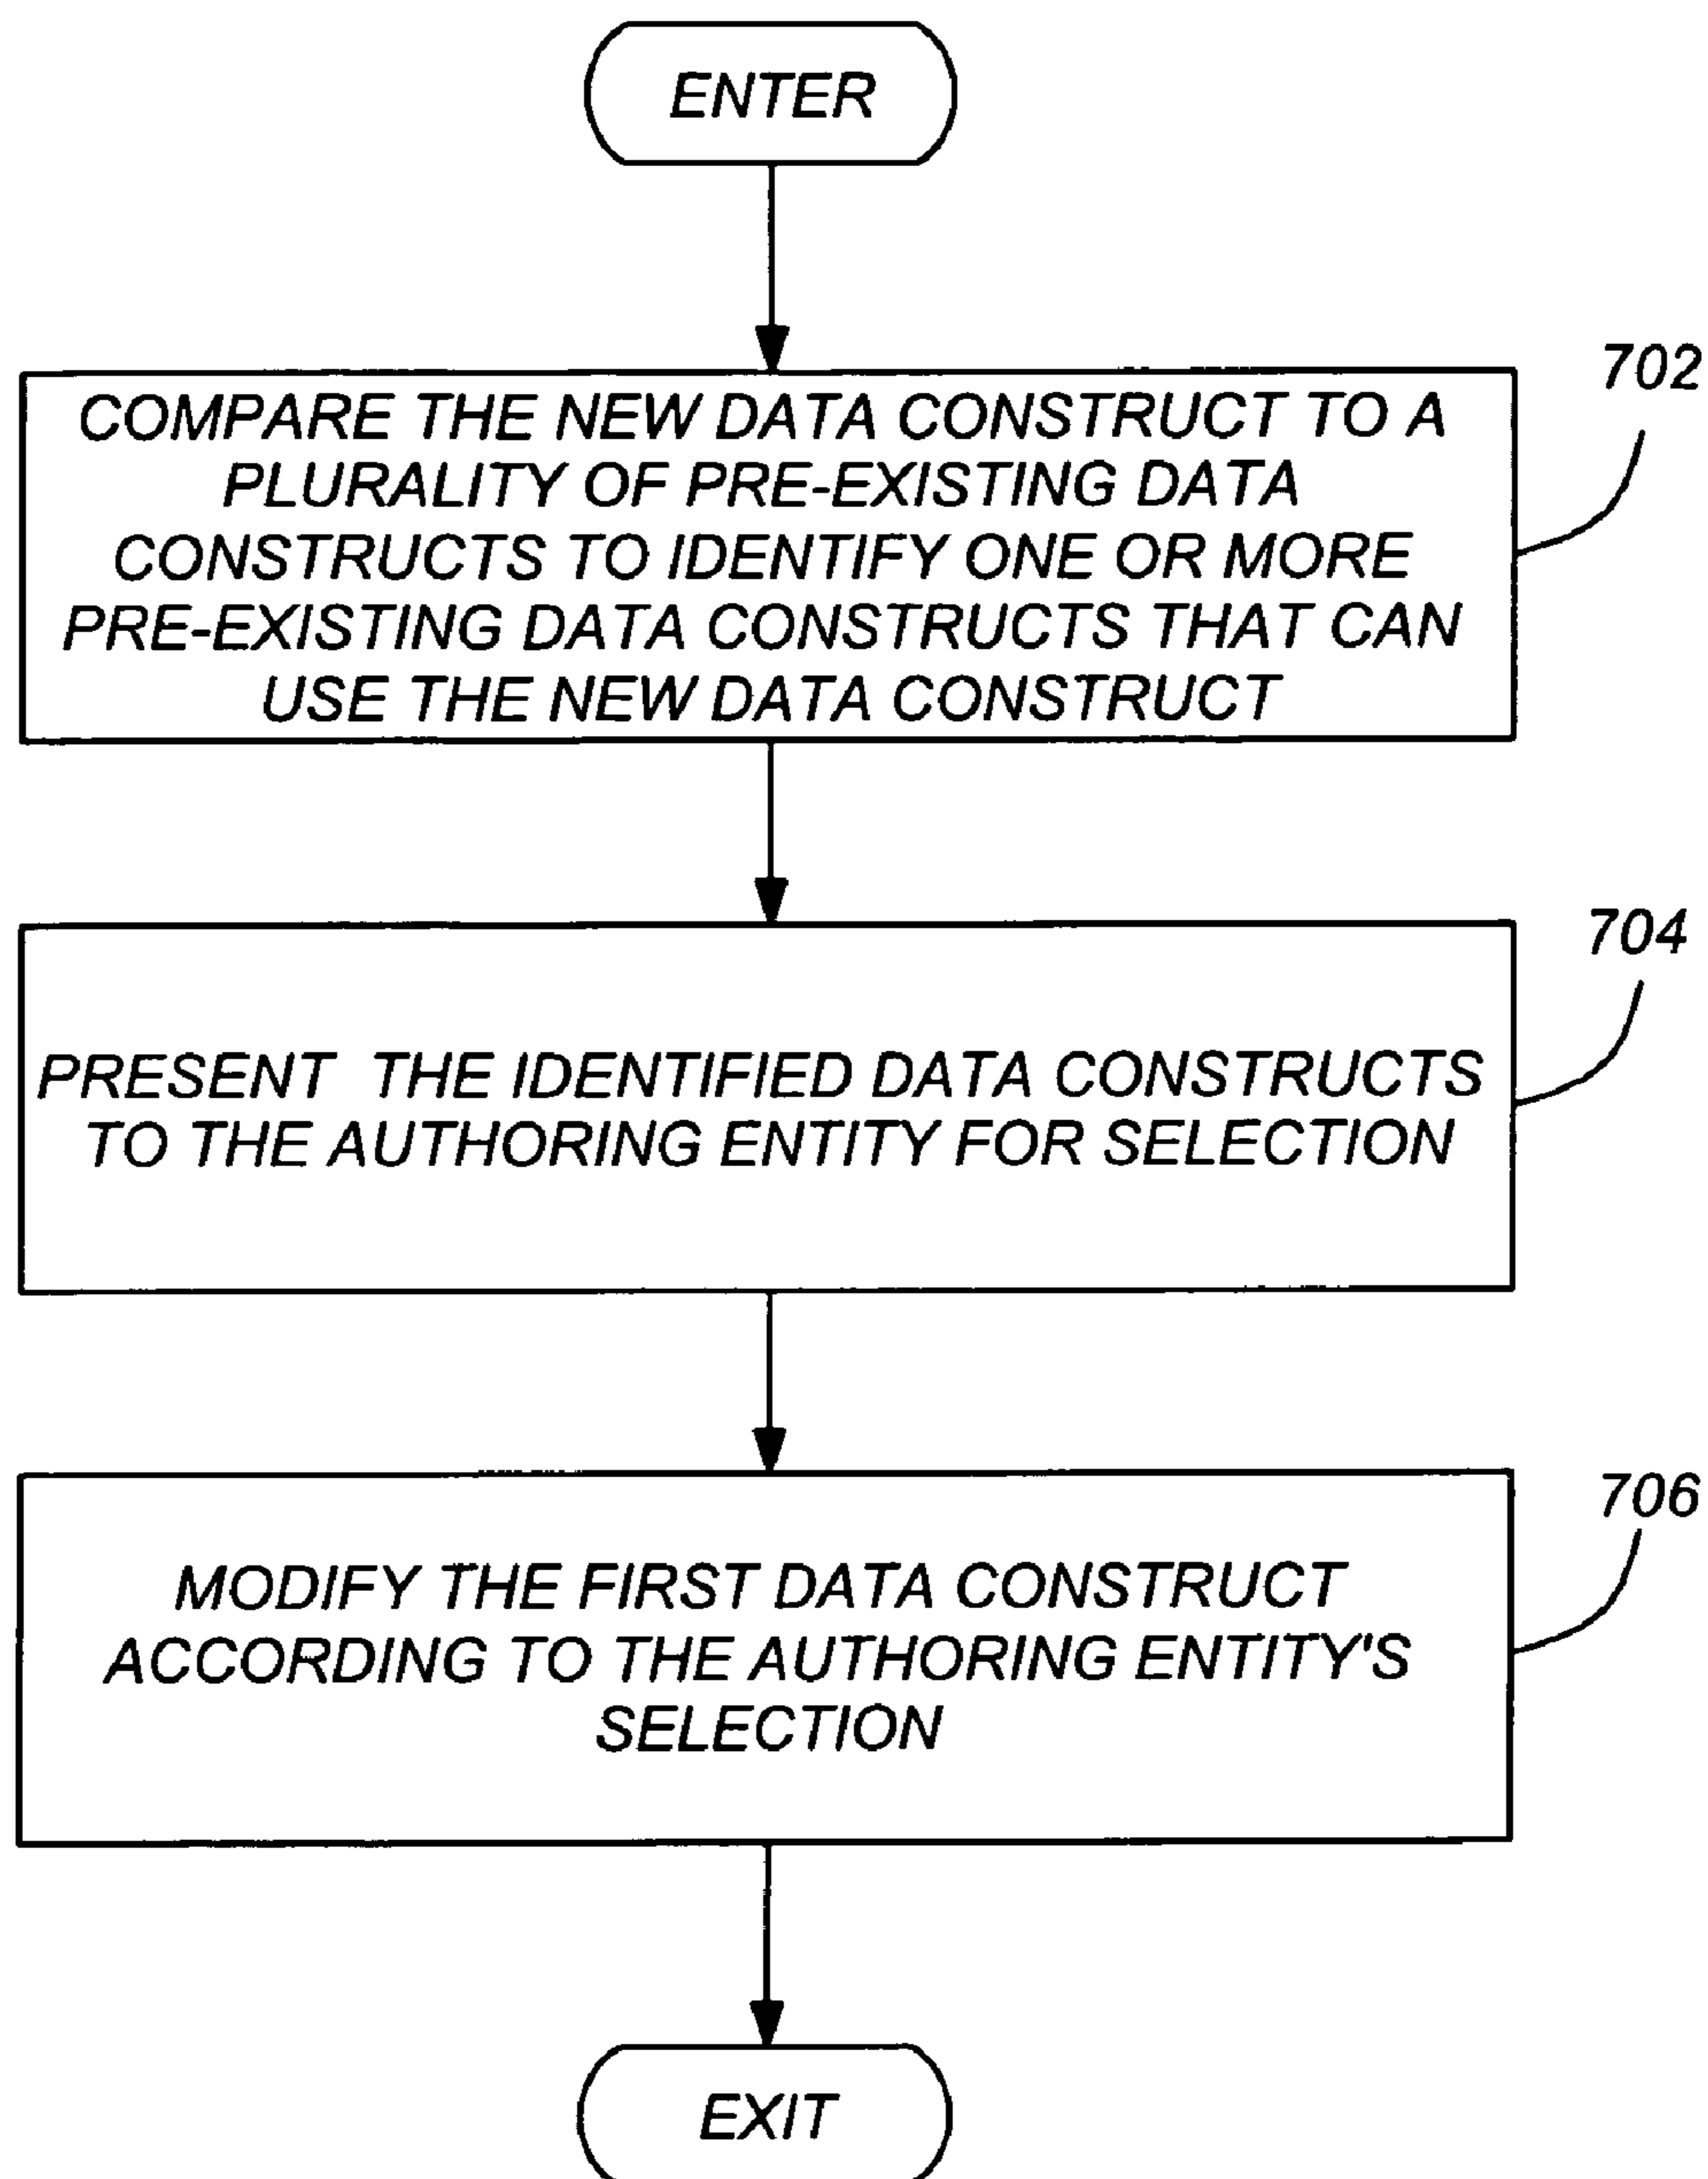 ENTER
702
COMPARE THE NEW DATA CONSTRUCT TO A
PLURALITY OF PRE-EXISTING DATA
CONSTRUCTS TO IDENTIFY ONE OR MORE
PRE-EXISTING DATA CONSTRUCTS THAT CAN
USE THE NEW DATA CONSTRUCT
704
PRESENT THE IDENTIFIED DATA CONSTRUCTS
TO THE AUTHORING ENTITY FOR SELECTION
706
MODIFY THE FIRST DATA CONSTRUCT
ACCORDING TO THE AUTHORING ENTITY'S
SELECTION
EXIT